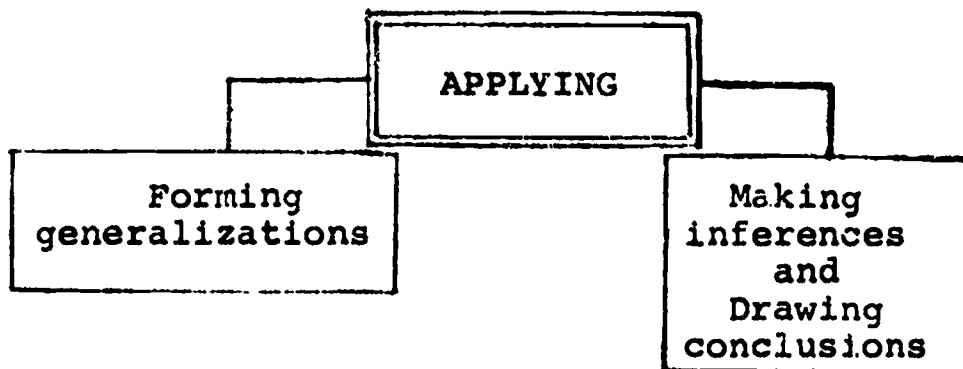 APPLYING
Forming
generalizations
Making
inferences
and
Drawing
conclusions